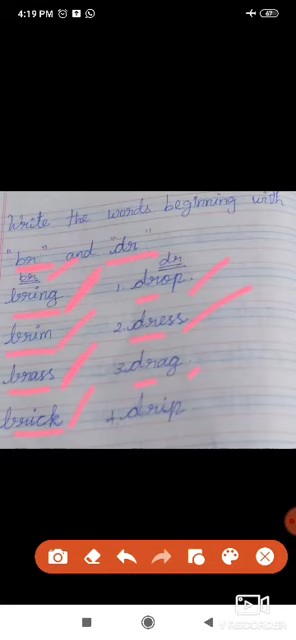 4:19 PM 67
Write the words beginning with
"br" and "dr"
br dr
bring 1. drop.
brim 2. dress
brass 3. drag
brick 4. drip
RECORDER